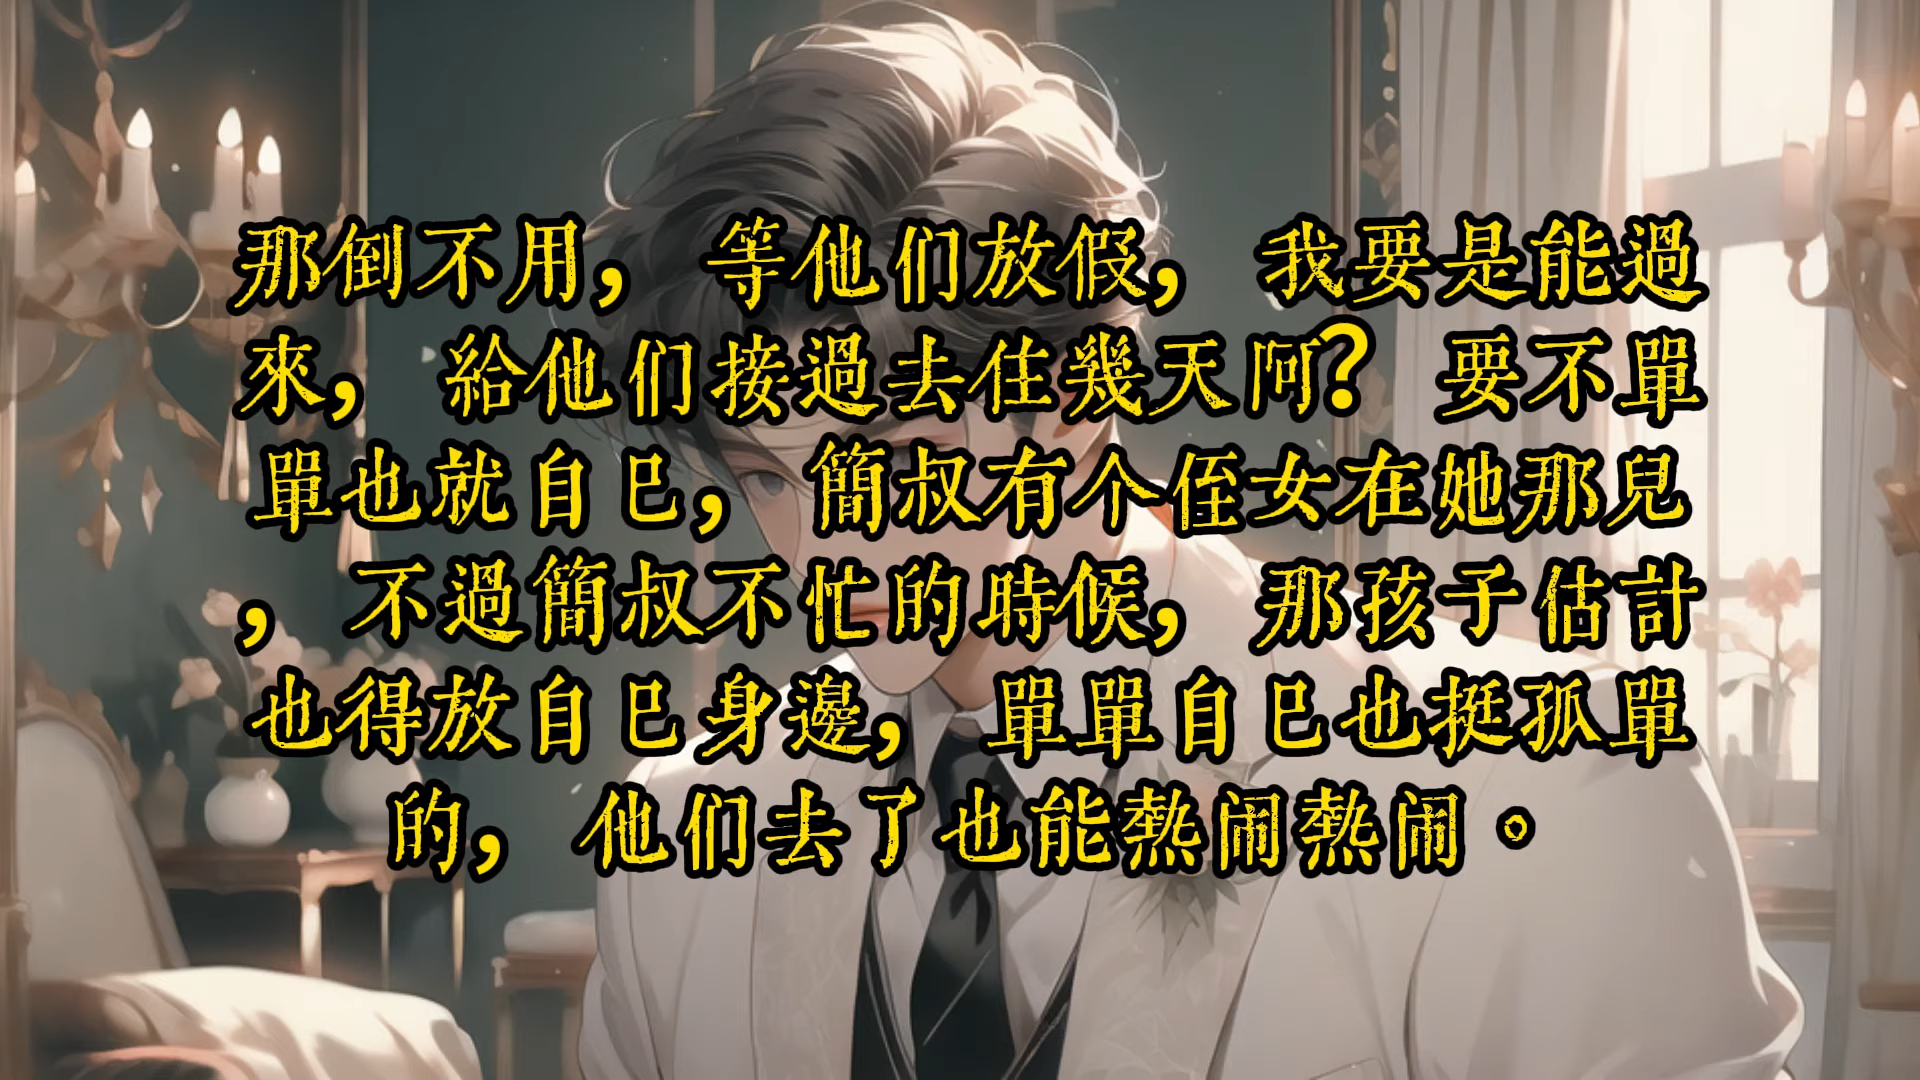 那倒不用， 等他们放假， 我要是能過
來， 給他们接過去住幾天啊？ 要不單
單也就自已， 簡叔有个侄女在她那兒
， 不過簡叔不忙的時候， 那孩子估計
也得放自已身邊， 單單自已也挺孤單
的， 他们去了也能熱闹熱闹。